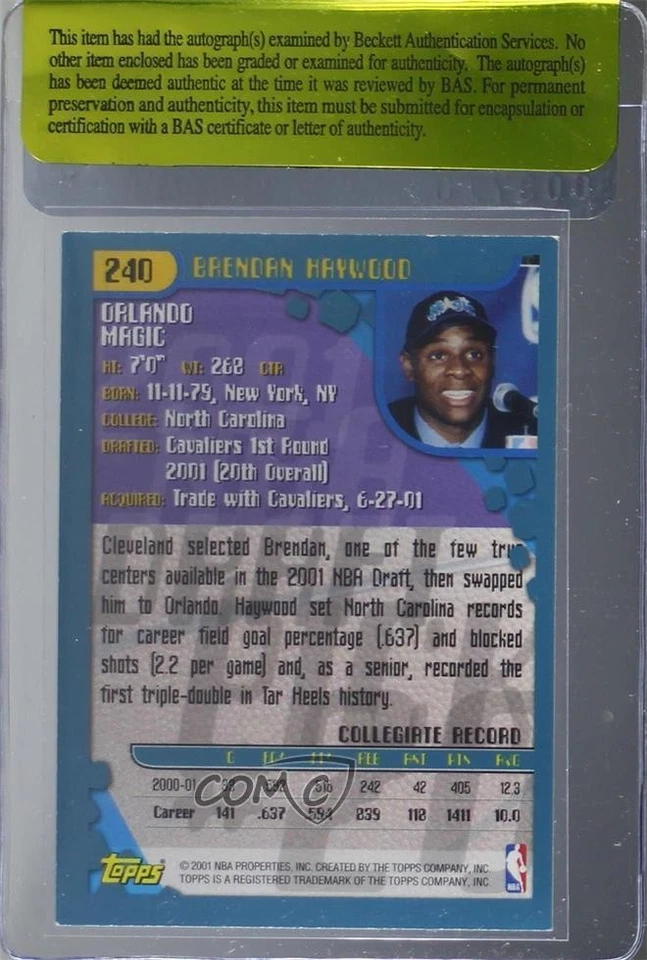 This item has had the autograph(s) examined by Beckett Authentication Services. No
other item enclosed has been graded or examined for authenticity. The autograph(s)
has been deemed authentic at the time it was reviewed by BAS. For permanent
preservation and authenticity, this item must be submitted for encapsulation or
certification with a BAS certificate or letter of authenticity.
240 BRENDAN HAYWOOD
ORLANDO
MAGIC
HT: 7'0" WT: 268 CTR
BORN: 11-11-79, New York, NY
COLLEGE: North Carolina
DRAFTED: Cavaliers 1st Round
2001 (20th Overall)
ACQUIRED: Trade with Cavaliers, 6-27-01
Cleveland selected Brendan, one of the few true
centers available in the 2001 NBA Draft, then swapped
him to Orlando. Haywood set North Carolina records
for career field goal percentage (.637) and blocked
shots (2.2 per game) and, as a senior, recorded the
first triple-double in Tar Heels history.
COLLEGIATE RECORD
G REB AST PTS AVG
2000-01 242 42 405 12.3
Career 141 .637 594 839 118 1411 10.0
COMC
TOPPS © 2001 NBA PROPERTIES, INC. CREATED BY THE TOPPS COMPANY, INC.
TOPPS IS A REGISTERED TRADEMARK OF THE TOPPS COMPANY, INC.
NBA